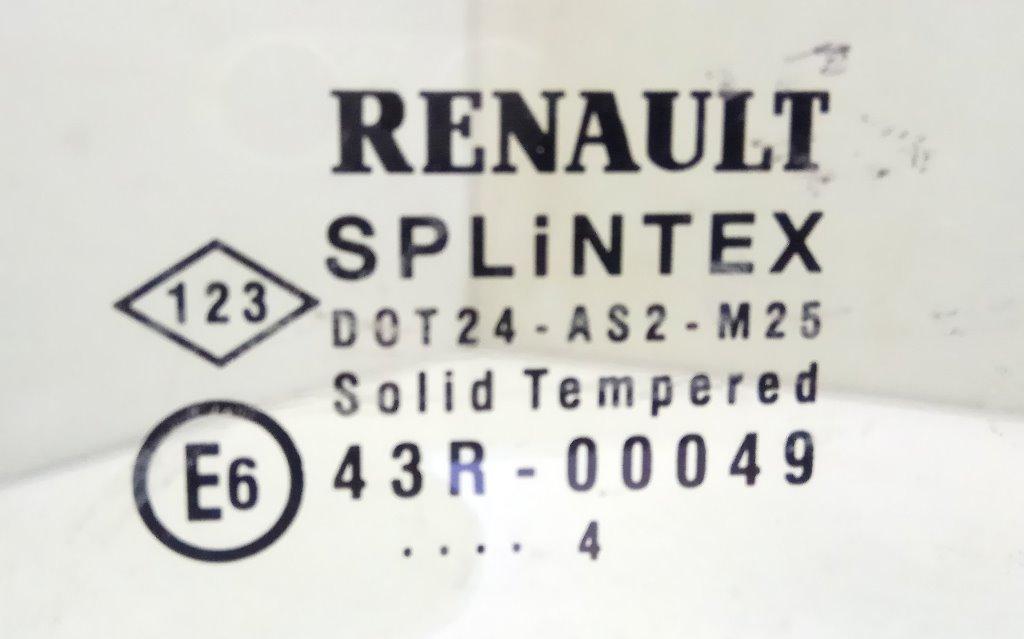 RENAULT
SPLiNTEX
123
DOT24-AS2-M25
Solid Tempered
E6
43R-00049
.... 4